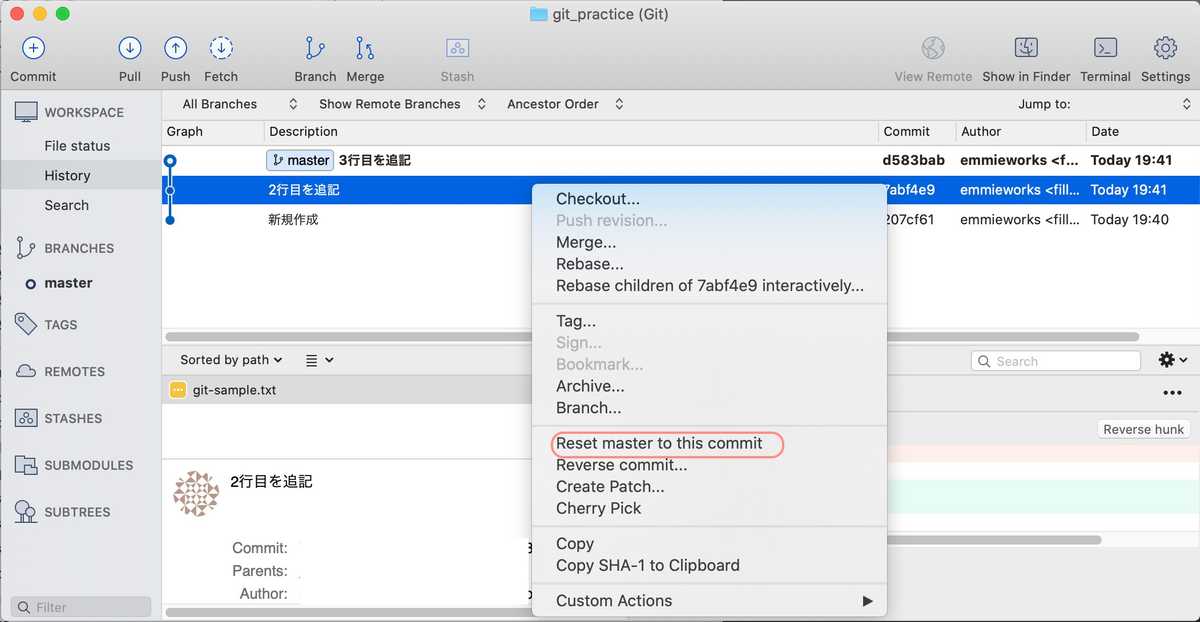 git_practice (Git)
Commit Pull Push Fetch Branch Merge Stash View Remote Show in Finder Terminal Settings
WORKSPACE
File status
History
Search
BRANCHES
master
TAGS
REMOTES
STASHES
SUBMODULES
SUBTREES
Filter
All Branches Show Remote Branches Ancestor Order Jump to:
Graph Description Commit Author Date
master 3行目を追記 d583bab emmieworks <f... Today 19:41
2行目を追記 7abf4e9 emmieworks <fill... Today 19:41
新規作成 207cf61 emmieworks <fill... Today 19:40
Sorted by path Search
git-sample.txt
Reverse hunk
2行目を追記
Commit:
Parents:
Author:
Checkout...
Push revision...
Merge...
Rebase...
Rebase children of 7abf4e9 interactively...
Tag...
Sign...
Bookmark...
Archive...
Branch...
Reset master to this commit
Reverse commit...
Create Patch...
Cherry Pick
Copy
Copy SHA-1 to Clipboard
Custom Actions